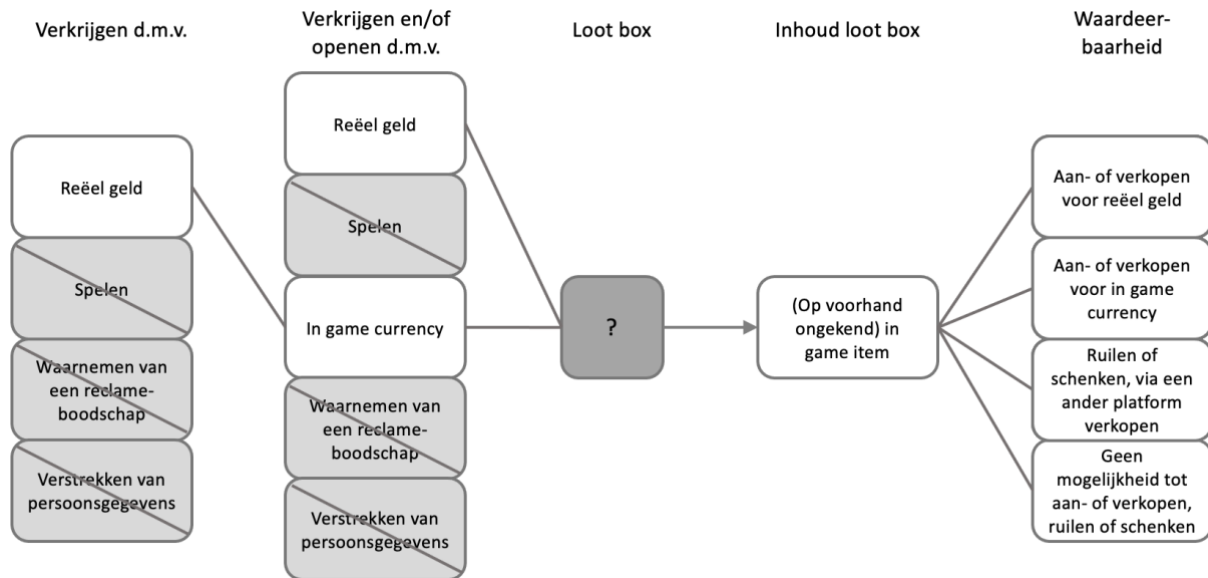 Verkrijgen d.m.v.
Verkrijgen en/of
openen d.m.v.
Loot box
Inhoud loot box
Waardeer-
baarheid
Reëel geld
Spelen
Waarnemen van
een reclame-
boodschap
Verstrekken van
persoonsgegevens
Reëel geld
Spelen
In game currency
Waarnemen van
een reclame-
boodschap
Verstrekken van
persoonsgegevens
?
(Op voorhand
ongekend) in
game item
Aan- of verkopen
voor reëel geld
Aan- of verkopen
voor in game
currency
Ruilen of
schenken, via een
ander platform
verkopen
Geen
mogelijkheid tot
aan- of verkopen,
ruilen of schenken